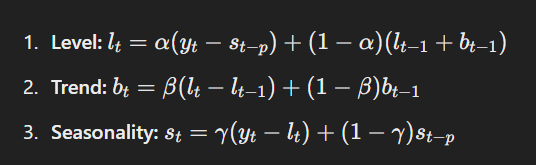 1. Level: lₜ = α(yₜ − sₜ₋ₚ) + (1 − α)(lₜ₋₁ + bₜ₋₁)
2. Trend: bₜ = β(lₜ − lₜ₋₁) + (1 − β)bₜ₋₁
3. Seasonality: sₜ = γ(yₜ − lₜ) + (1 − γ)sₜ₋ₚ